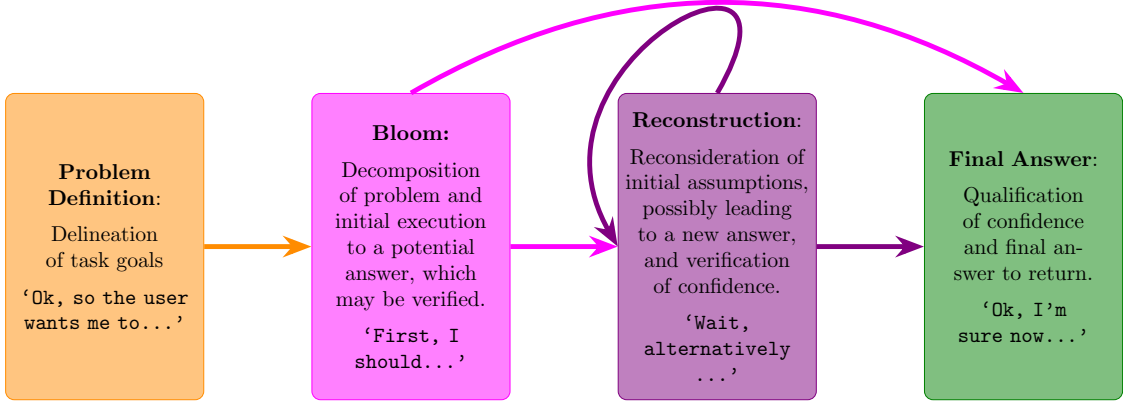 Problem
Definition:
Delineation
of task goals
‘Ok, so the user
wants me to...’
Bloom:
Decomposition
of problem and
initial execution
to a potential
answer, which
may be verified.
‘First, I
should...’
Reconstruction:
Reconsideration of
initial assumptions,
possibly leading
to a new answer,
and verification
of confidence.
‘Wait,
alternatively
...’
Final Answer:
Qualification
of confidence
and final an-
swer to return.
‘Ok, I'm
sure now...’